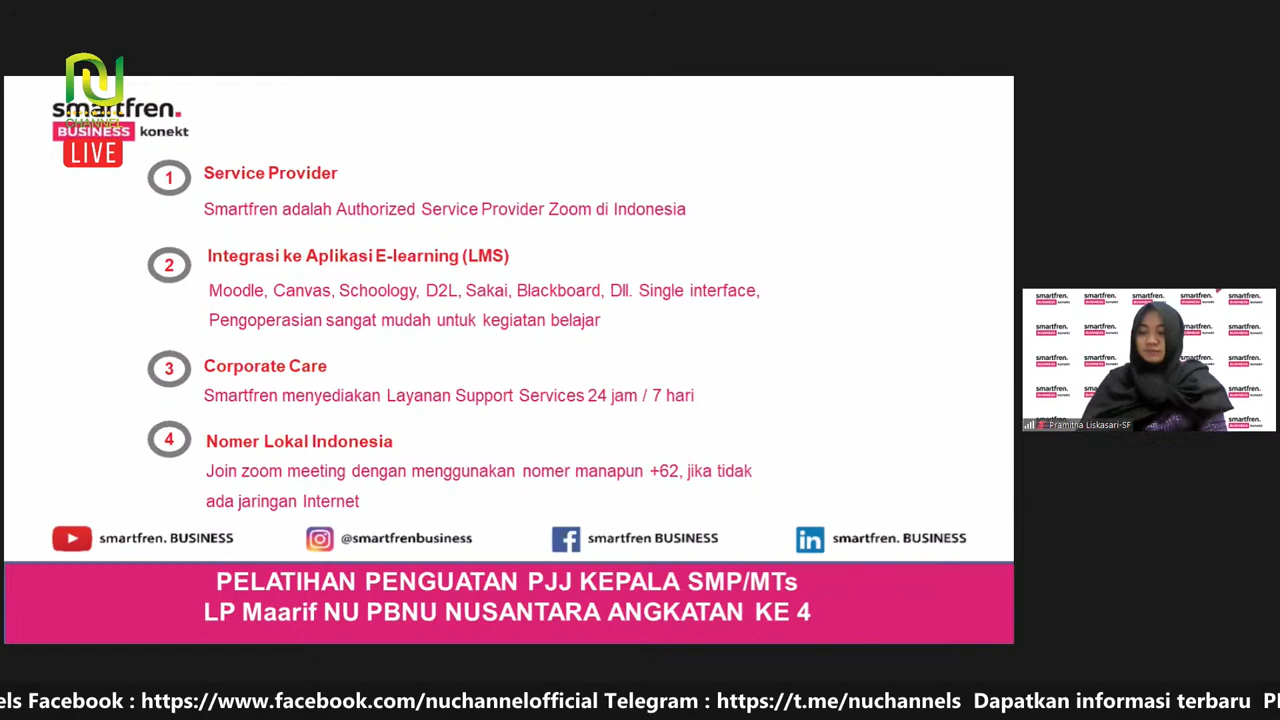 smartfren.
CHANNEL
BUSINESS konekt
LIVE
1 Service Provider
Smartfren adalah Authorized Service Provider Zoom di Indonesia
2 Integrasi ke Aplikasi E-learning (LMS)
Moodle, Canvas, Schoology, D2L, Sakai, Blackboard, Dll. Single interface,
Pengoperasian sangat mudah untuk kegiatan belajar
3 Corporate Care
Smartfren menyediakan Layanan Support Services 24 jam / 7 hari
4 Nomer Lokal Indonesia
Join zoom meeting dengan menggunakan nomer manapun +62, jika tidak
ada jaringan Internet
smartfren. BUSINESS @smartfrenbusiness smartfren BUSINESS smartfren. BUSINESS
PELATIHAN PENGUATAN PJJ KEPALA SMP/MTs
LP Maarif NU PBNU NUSANTARA ANGKATAN KE 4
Pramitha Liskasari-SF
els Facebook : https://www.facebook.com/nuchannelofficial Telegram : https://t.me/nuchannels Dapatkan informasi terbaru